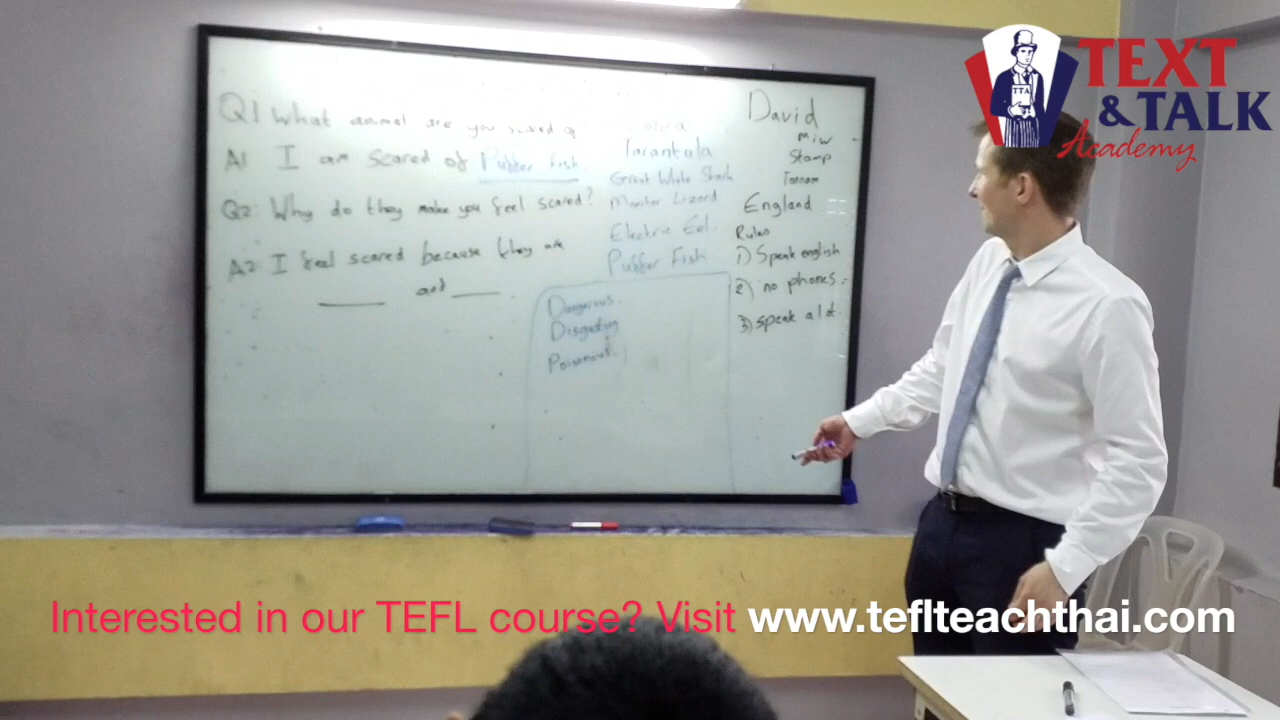 Q1 What animal are you scared of
A1 I am scared of Puffer fish
Q2: Why do they make you feel scared?
A2: I feel scared because they are
____ and ____.
Cobra
Tarantula
Great White Shark
Monitor Lizard
Electric Eel.
Puffer Fish
Dangerous.
Disgusting
Poisonous.
David
Miw
Stamp
England
Rules
1) Speak english
2) no phones.
3) Speak a lot.
TEXT
& TALK
Academy
TTA
Interested in our TEFL course? Visit www.teflteachthai.com